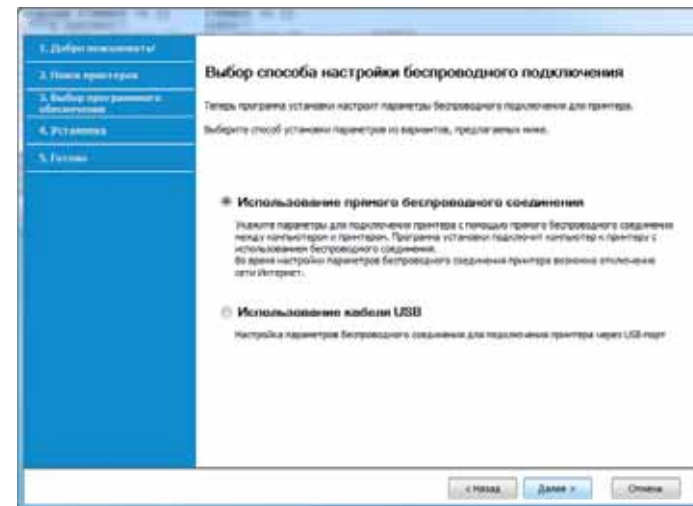 1. Добро пожаловать!
2. Поиск принтеров
3. Выбор программного
обеспечения
4. Установка
5. Готово
Выбор способа настройки беспроводного подключения
Теперь программа установки настроит параметры беспроводного подключения для принтера.
Выберите способ установки параметров из вариантов, предлагаемых ниже.
Использование прямого беспроводного соединения
Укажите параметры для подключения принтера с помощью прямого беспроводного соединения
между компьютером и принтером. Программа установки подключит компьютер к принтеру с
использованием беспроводного соединения.
Во время настройки параметров беспроводного соединения принтера возможно отключение
сети Интернет.
Использование кабеля USB
Настройка параметров беспроводного соединения для подключения принтера через USB-порт
< Назад
Далее >
Отмена